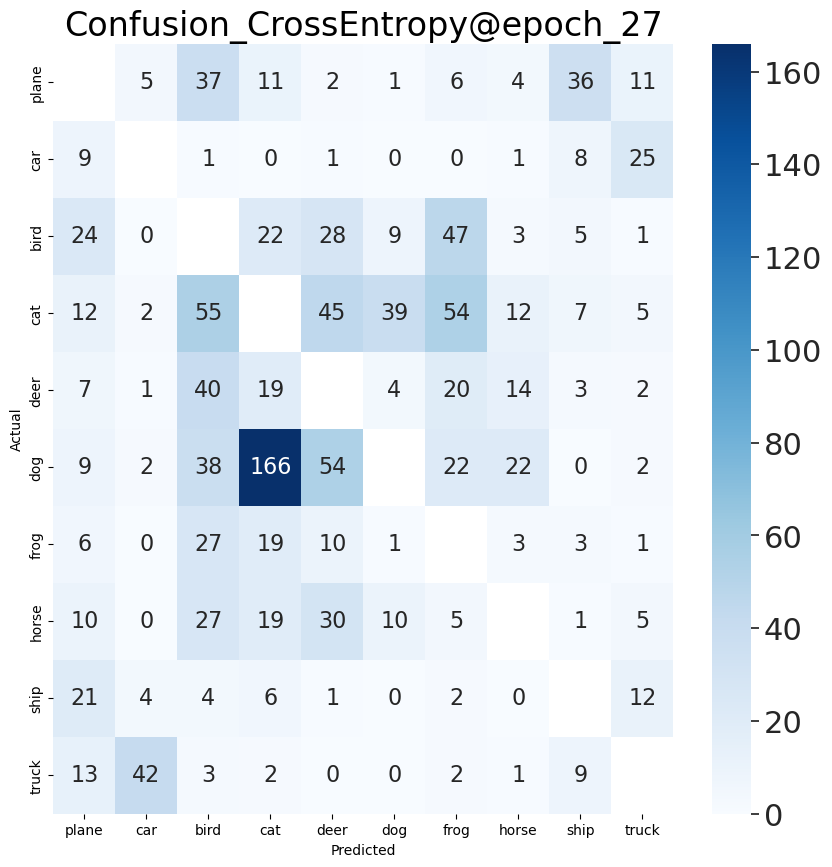 Confusion_CrossEntropy@epoch_27
plane 5 37 11 2 1 6 4 36 11
car 9 1 0 1 0 0 1 8 25
bird 24 0 22 28 9 47 3 5 1
cat 12 2 55 45 39 54 12 7 5
deer 7 1 40 19 4 20 14 3 2
dog 9 2 38 166 54 22 22 0 2
frog 6 0 27 19 10 1 3 3 1
horse 10 0 27 19 30 10 5 1 5
ship 21 4 4 6 1 0 2 0 12
truck 13 42 3 2 0 0 2 1 9
plane car bird cat deer dog frog horse ship truck
Predicted
Actual
160
140
120
100
80
60
40
20
0